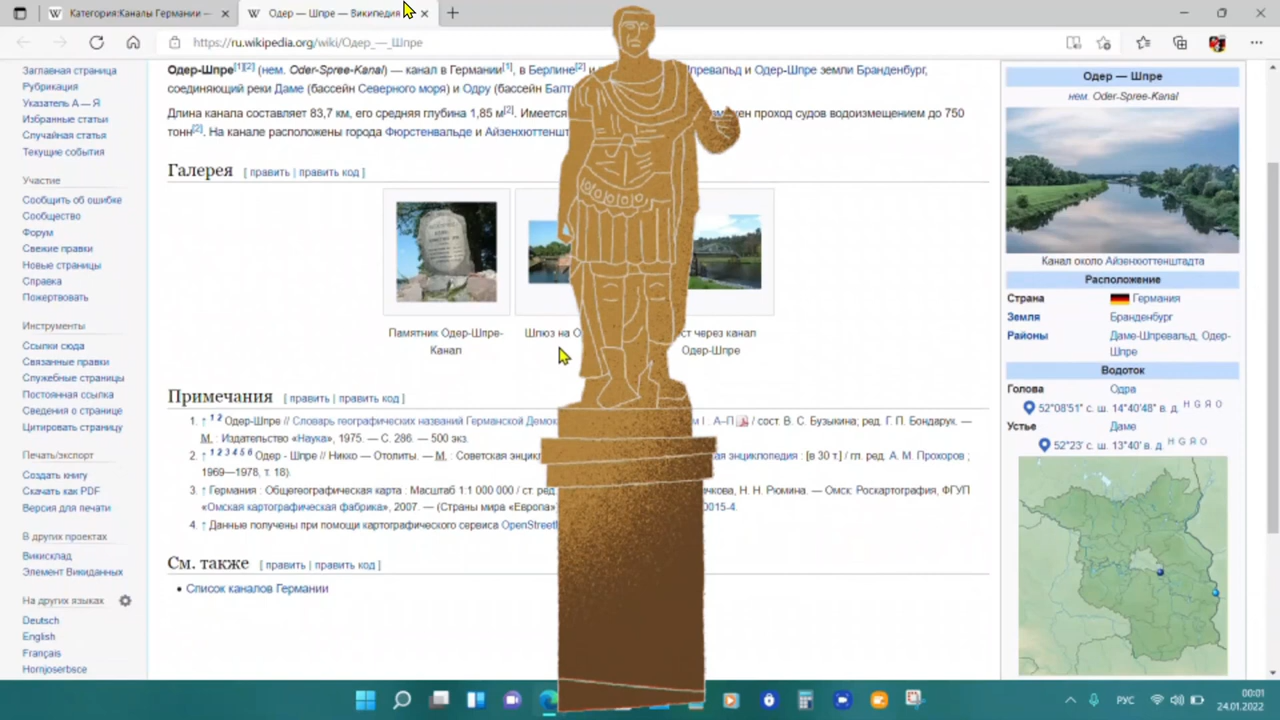 Категория:Каналы Германии —
Одер — Шпре — Википедия
https://ru.wikipedia.org/wiki/Одер_—_Шпре
Заглавная страница
Рубрикация
Указатель А — Я
Избранные статьи
Случайная статья
Текущие события
Участие
Сообщить об ошибке
Сообщество
Форум
Свежие правки
Новые страницы
Справка
Пожертвовать
Инструменты
Ссылки сюда
Связанные правки
Служебные страницы
Постоянная ссылка
Сведения о странице
Цитировать страницу
Печать/экспорт
Создать книгу
Скачать как PDF
Версия для печати
В других проектах
Викисклад
Элемент Викиданных
На других языках
Deutsch
English
Français
Hornjoserbsce
Одер-Шпре[1][2] (нем. Oder-Spree-Kanal) — канал в Германии[1], в Берлине[2] и Одер-Шпре земли Бранденбург,
соединяющий реки Даме (бассейн Северного моря) и Одру (бассейн
Длина канала составляет 83,7 км, его средняя глубина 1,85 м[2]. Имеется проход судов водоизмещением до 750
тонн[2]. На канале расположены города Фюрстенвальде и
Галерея [ править | править код ]
Памятник Одер-Шпре-
Канал
Шлюз на
через канал
Одер-Шпре
Примечания [ править | править код ]
1. ↑ 1 2 Одер-Шпре // Словарь географических названий Германской I : А–П / сост. В. С. Бузыкина; ред. Г. П. Бондарук. —
М. : Издательство «Наука», 1975. — С. 286. — 500 экз.
2. ↑ 1 2 3 4 5 6 Одер - Шпре // Никко — Отолиты. — М. : Советская энциклопедия : [в 30 т.] / гл. ред. А. М. Прохоров ;
1969—1978, т. 18).
3. ↑ Германия : Общегеографическая карта : Масштаб 1:1 000 000 / ст. ред. Н. Н. Рюмина. — Омск: Роскартография, ФГУП
«Омская картографическая фабрика», 2007. — (Страны мира «Европа»
4. ↑ Данные получены при помощи картографического сервиса
См. также [ править | править код ]
• Список каналов Германии
Одер — Шпре
нем. Oder-Spree-Kanal
Канал около Айзенхюттенштадта
Расположение
Страна Германия
Земля Бранденбург
Районы Даме-Шпревальд, Одер-
Шпре
Водоток
Голова Одра
52°08′51″ с. ш. 14°40′48″ в. д. H G Я O
Устье Даме
52°23′ с. ш. 13°40′ в. д. H G Я O
РУС
00:01
24.01.2022